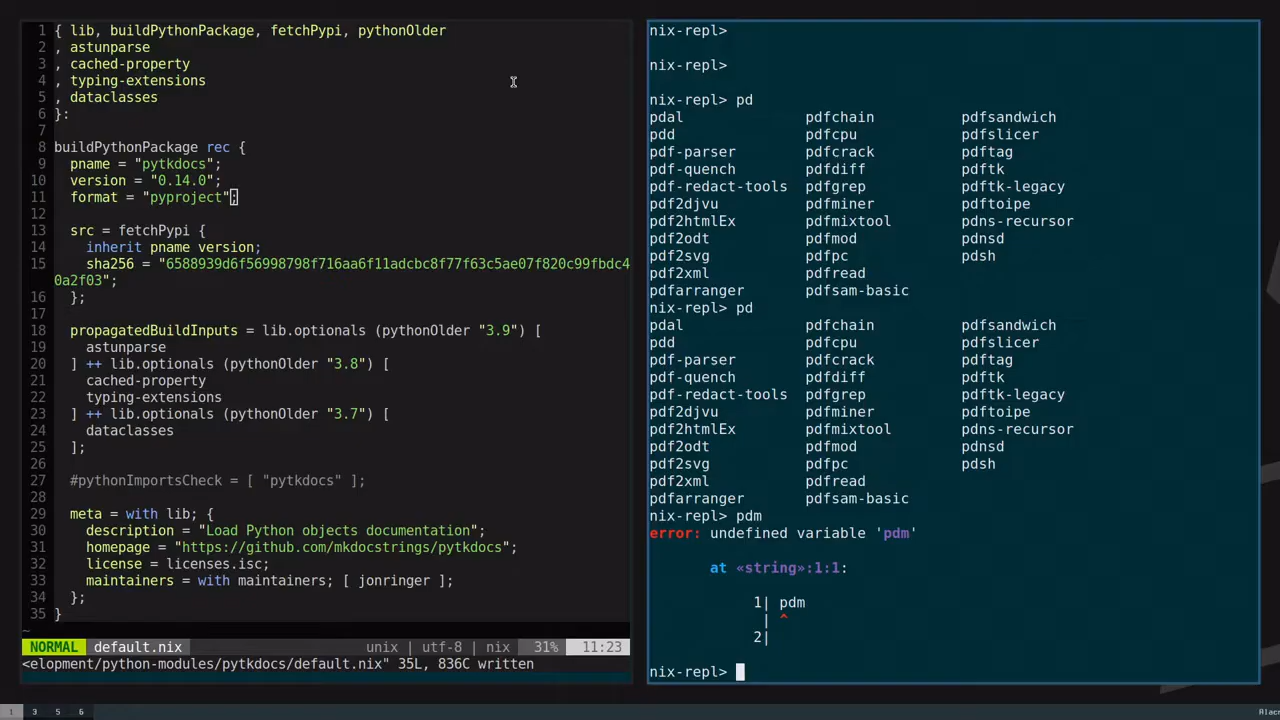 1 { lib, buildPythonPackage, fetchPypi, pythonOlder
2 , astunparse
3 , cached-property
4 , typing-extensions
5 , dataclasses
6 }:
7
8 buildPythonPackage rec {
9   pname = "pytkdocs";
10   version = "0.14.0";
11   format = "pyproject";
12
13   src = fetchPypi {
14     inherit pname version;
15     sha256 = "6588939d6f56998798f716aa6f11adcbc8f77f63c5ae07f820c99fbdc4
0a2f03";
16   };
17
18   propagatedBuildInputs = lib.optionals (pythonOlder "3.9") [
19     astunparse
20   ] ++ lib.optionals (pythonOlder "3.8") [
21     cached-property
22     typing-extensions
23   ] ++ lib.optionals (pythonOlder "3.7") [
24     dataclasses
25   ];
26
27   #pythonImportsCheck = [ "pytkdocs" ];
28
29   meta = with lib; {
30     description = "Load Python objects documentation";
31     homepage = "https://github.com/mkdocstrings/pytkdocs";
32     license = licenses.isc;
33     maintainers = with maintainers; [ jonringer ];
34   };
35 }
~
NORMAL default.nix unix | utf-8 | nix 31% 11:23
<elopment/python-modules/pytkdocs/default.nix" 35L, 836C written
nix-repl>
nix-repl>
nix-repl> pd
pdal pdfchain pdfsandwich
pdd pdfcpu pdfslicer
pdf-parser pdfcrack pdftag
pdf-quench pdfdiff pdftk
pdf-redact-tools pdfgrep pdftk-legacy
pdf2djvu pdfminer pdftoipe
pdf2htmlEx pdfmixtool pdns-recursor
pdf2odt pdfmod pdnsd
pdf2svg pdfpc pdsh
pdf2xml pdfread
pdfarranger pdfsam-basic
nix-repl> pd
pdal pdfchain pdfsandwich
pdd pdfcpu pdfslicer
pdf-parser pdfcrack pdftag
pdf-quench pdfdiff pdftk
pdf-redact-tools pdfgrep pdftk-legacy
pdf2djvu pdfminer pdftoipe
pdf2htmlEx pdfmixtool pdns-recursor
pdf2odt pdfmod pdnsd
pdf2svg pdfpc pdsh
pdf2xml pdfread
pdfarranger pdfsam-basic
nix-repl> pdm
error: undefined variable 'pdm'
at «string»:1:1:
1| pdm
| ^
2|
nix-repl>
1 3 5 6 Alacr